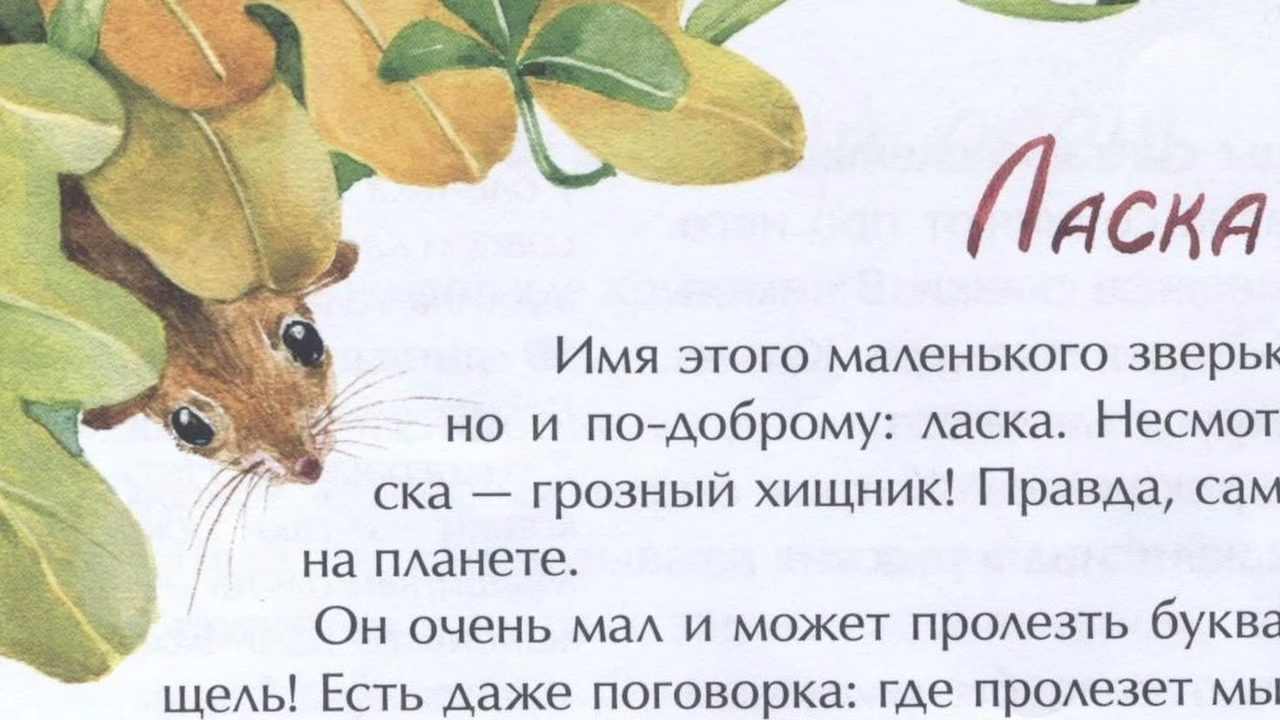 Ласка
Имя этого маленького зверьк
но и по-доброму: ласка. Несмот
ска — грозный хищник! Правда, сам
на планете.
Он очень мал и может пролезть буква
щель! Есть даже поговорка: где пролезет мы